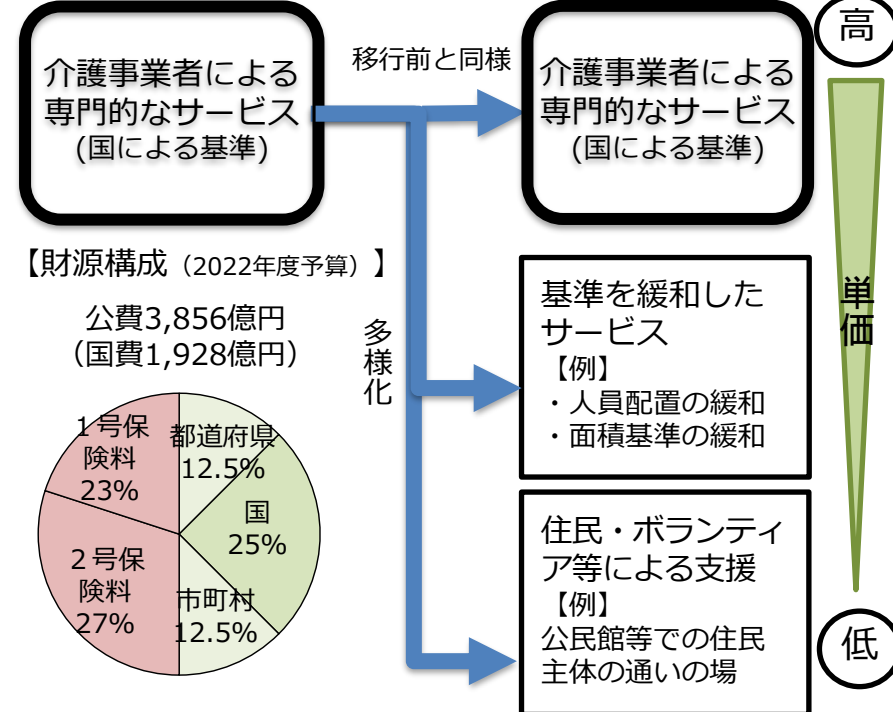 介護事業者による
専門的なサービス
(国による基準)
移行前と同様
介護事業者による
専門的なサービス
(国による基準)
高
単価
低
多様化
基準を緩和した
サービス
【例】
・人員配置の緩和
・面積基準の緩和
住民・ボランティ
ア等による支援
【例】
公民館等での住民
主体の通いの場
【財源構成（2022年度予算）】
公費3,856億円
（国費1,928億円）
都道府県
12.5%
国
25%
市町村
12.5%
２号保
険料
27%
１号保
険料
23%